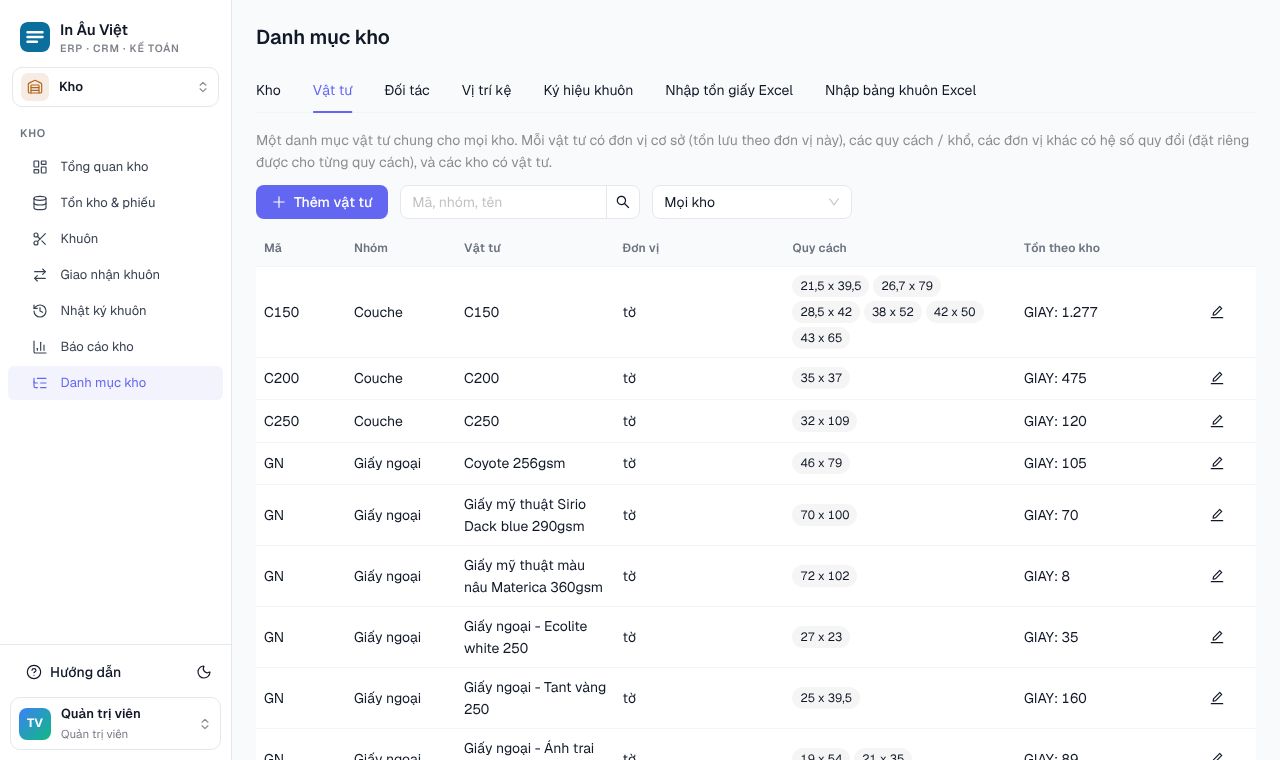 In Âu Việt
ERP · CRM · KẾ TOÁN
Kho
KHO
Tổng quan kho
Tồn kho & phiếu
Khuôn
Giao nhận khuôn
Nhật ký khuôn
Báo cáo kho
Danh mục kho
Hướng dẫn
TV
Quản trị viên
Quản trị viên
Danh mục kho
Kho Vật tư Đối tác Vị trí kệ Ký hiệu khuôn Nhập tồn giấy Excel Nhập bảng khuôn Excel
Một danh mục vật tư chung cho mọi kho. Mỗi vật tư có đơn vị cơ sở (tồn lưu theo đơn vị này), các quy cách / khổ, các đơn vị khác có hệ số quy đổi (đặt riêng
được cho từng quy cách), và các kho có vật tư.
Thêm vật tư Mã, nhóm, tên Mọi kho
Mã Nhóm Vật tư Đơn vị Quy cách Tồn theo kho
21,5 x 39,5 26,7 x 79
C150 Couche C150 tờ 28,5 x 42 38 x 52 42 x 50 GIAY: 1.277
43 x 65
C200 Couche C200 tờ 35 x 37 GIAY: 475
C250 Couche C250 tờ 32 x 109 GIAY: 120
GN Giấy ngoại Coyote 256gsm tờ 46 x 79 GIAY: 105
GN Giấy ngoại Giấy mỹ thuật Sirio
Dack blue 290gsm tờ 70 x 100 GIAY: 70
GN Giấy ngoại Giấy mỹ thuật màu
nâu Materica 360gsm tờ 72 x 102 GIAY: 8
GN Giấy ngoại Giấy ngoại - Ecolite
white 250 tờ 27 x 23 GIAY: 35
GN Giấy ngoại Giấy ngoại - Tant vàng
250 tờ 25 x 39,5 GIAY: 160
GN Giấy ngoại Giấy ngoại - Ánh trai
19 x 54 21 x 35 GIAY: 89